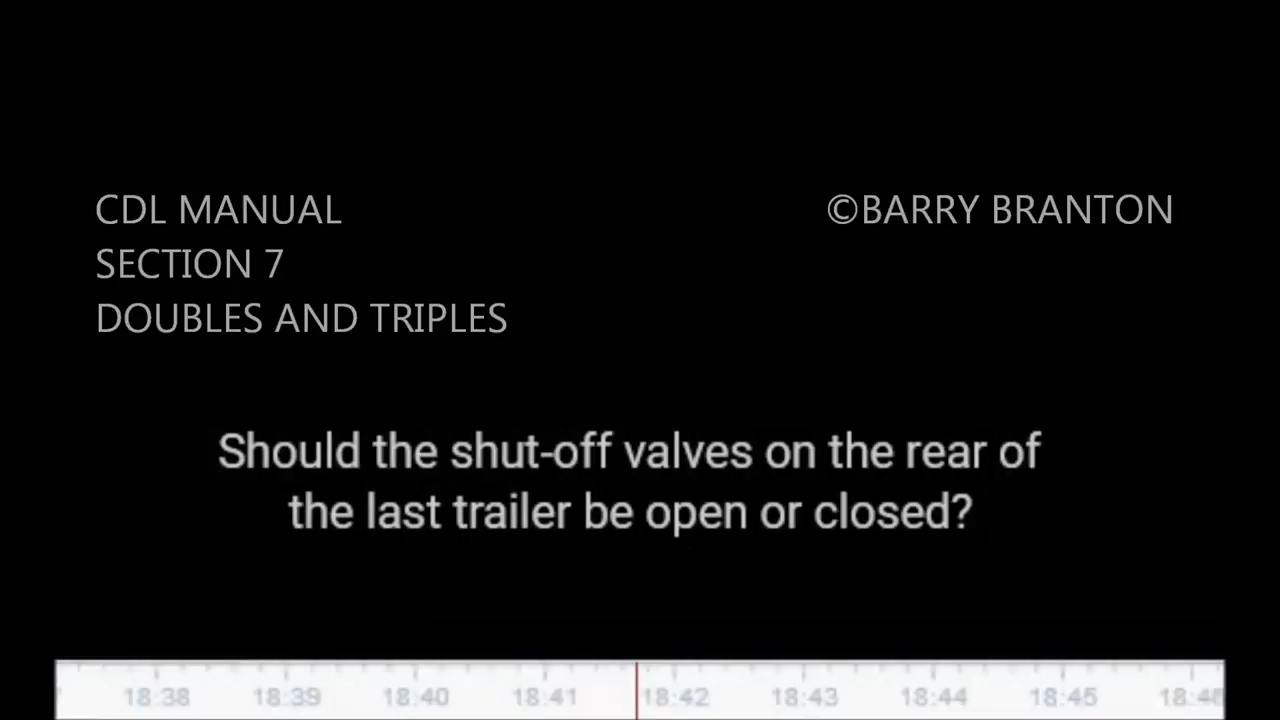 CDL MANUAL ©BARRY BRANTON
SECTION 7
DOUBLES AND TRIPLES
Should the shut-off valves on the rear of
the last trailer be open or closed?
18:38 18:39 18:40 18:41 18:42 18:43 18:44 18:45